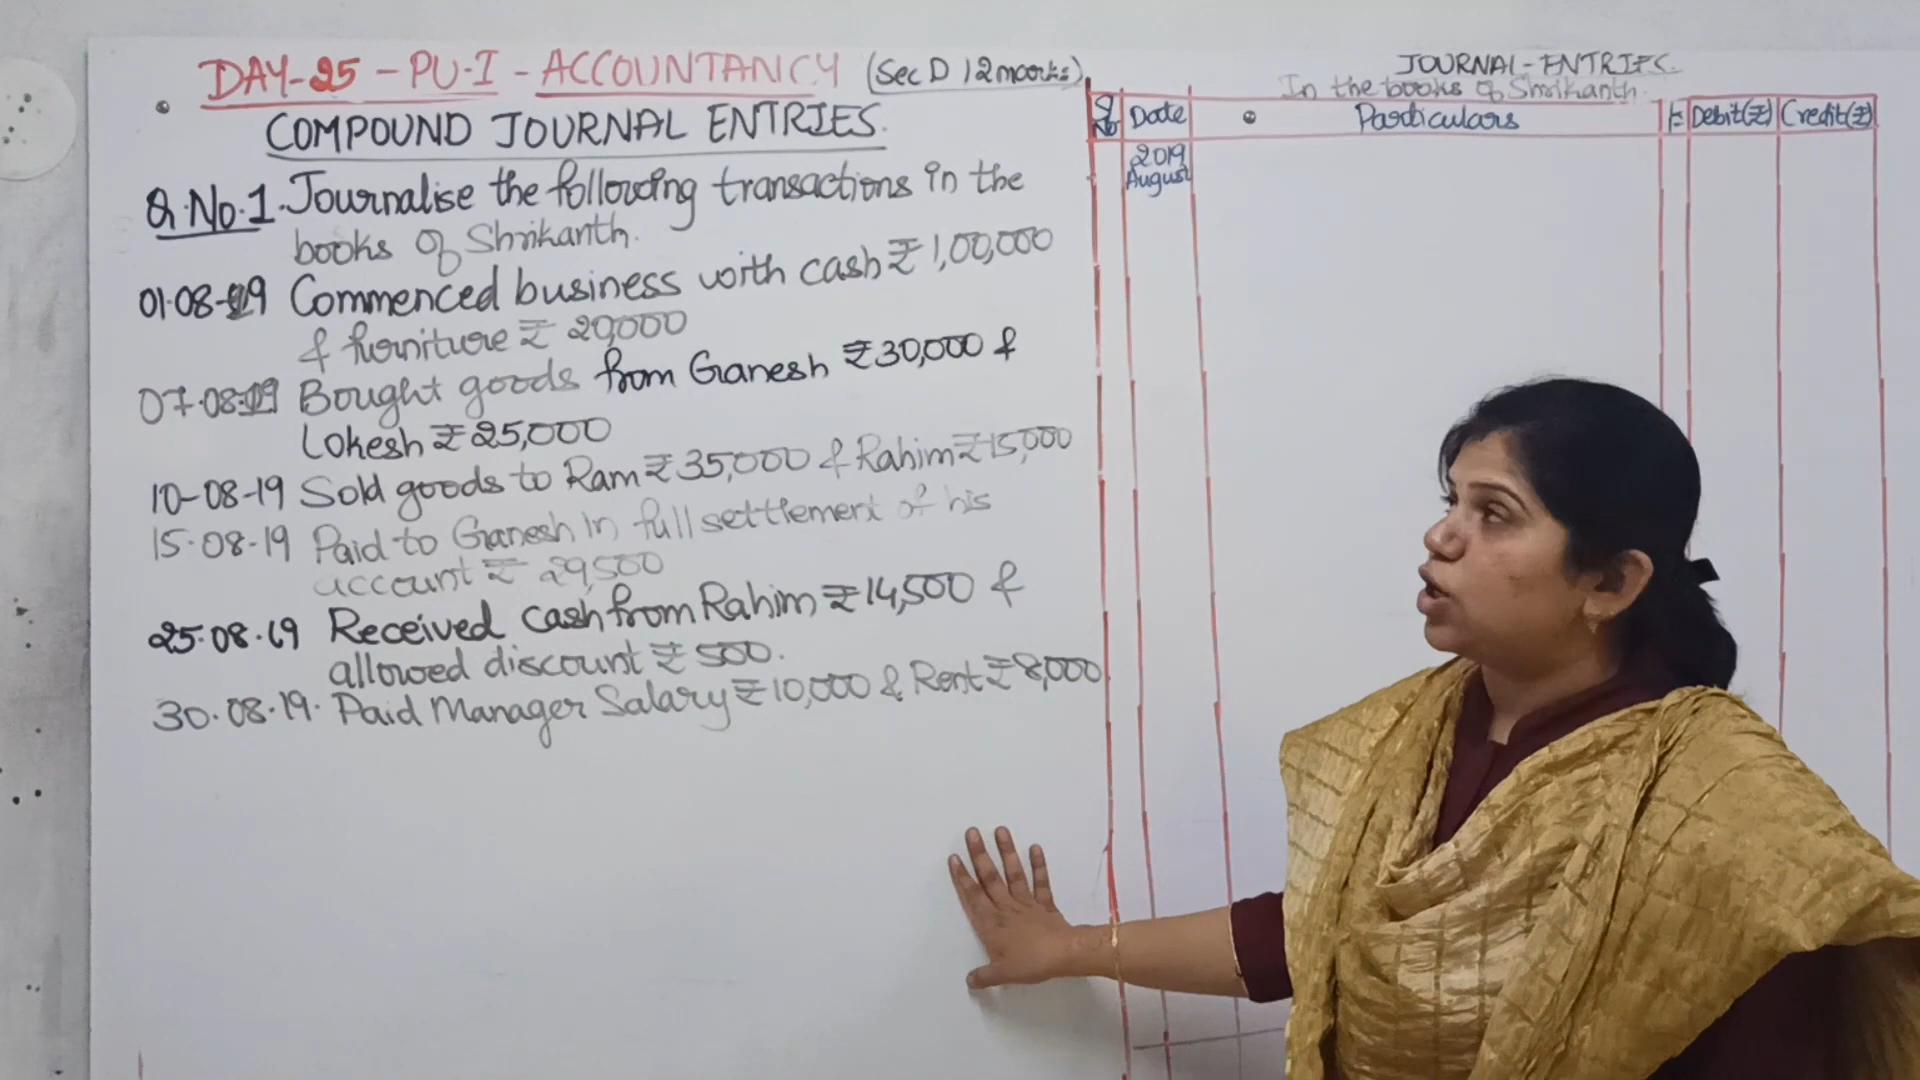 DAY-25-PU-I-ACCOUNTANCY (Sec D 12 marks)
COMPOUND JOURNAL ENTRIES.
Q.No.1. Journalise the following transactions in the
books of Shrikanth.
01-08-19 Commenced business with cash ₹ 1,00,000
& furniture ₹ 20,000
07-08-19 Bought goods from Ganesh ₹30,000 &
Lokesh ₹25,000
10-08-19 Sold goods to Ram ₹35,000 & Rahim ₹15,000
15-08-19 Paid to Ganesh in full settlement of his
account ₹ 29,500
25.08.19 Received cash from Rahim ₹14,500 &
allowed discount ₹ 500.
30.08.19. Paid Manager Salary ₹10,000 & Rent ₹8,000
JOURNAL-ENTRIES.
In the books of Shrikanth.
Sl No Date Particulars LF Debit(₹) Credit(₹)
2019
August